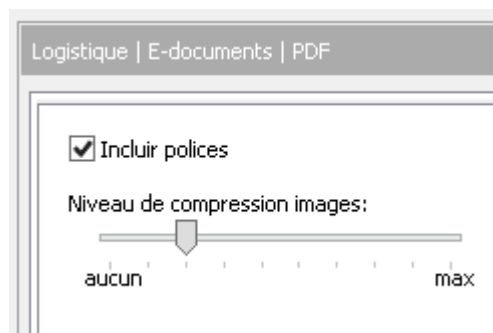 Logistique | E-documents | PDF
Incluir polices
Niveau de compression images:
aucun max